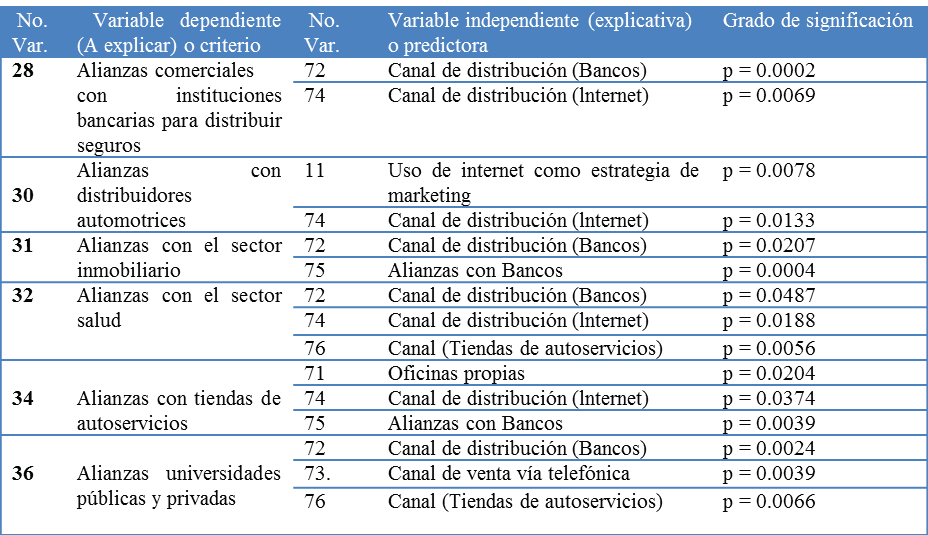 No. Variable dependiente No. Variable independiente (explicativa) Grado de significación
Var. (A explicar) o criterio Var. o predictora
28 Alianzas comerciales 72 Canal de distribución (Bancos) p = 0.0002
con instituciones 74 Canal de distribución (lnternet) p = 0.0069
bancarias para distribuir
seguros
Alianzas con 11 Uso de internet como estrategia de p = 0.0078
30 distribuidores marketing
automotrices 74 Canal de distribución (lnternet) p = 0.0133
31 Alianzas con el sector 72 Canal de distribución (Bancos) p = 0.0207
inmobiliario 75 Alianzas con Bancos p = 0.0004
32 Alianzas con el sector 72 Canal de distribución (Bancos) p = 0.0487
salud 74 Canal de distribución (lnternet) p = 0.0188
76 Canal (Tiendas de autoservicios) p = 0.0056
71 Oficinas propias p = 0.0204
34 Alianzas con tiendas de 74 Canal de distribución (lnternet) p = 0.0374
autoservicios 75 Alianzas con Bancos p = 0.0039
72 Canal de distribución (Bancos) p = 0.0024
36 Alianzas universidades 73. Canal de venta vía telefónica p = 0.0039
públicas y privadas 76 Canal (Tiendas de autoservicios) p = 0.0066